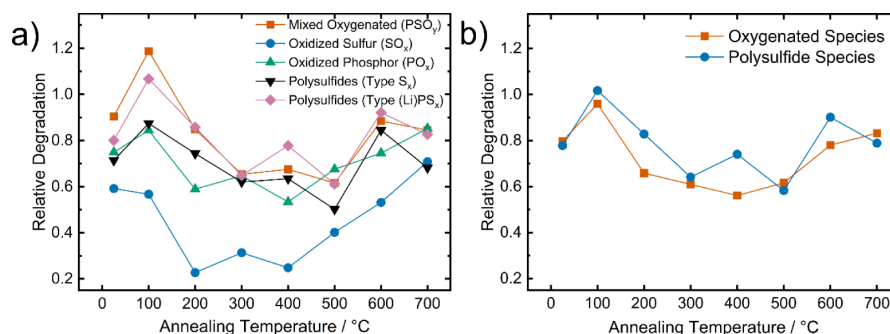 a)
Mixed Oxygenated (PSOy)
Oxidized Sulfur (SOx)
Oxidized Phosphor (POx)
Polysulfides (Type Sx)
Polysulfides (Type (Li)PSx)
Relative Degradation
1.2
1.0
0.8
0.6
0.4
0.2
0 100 200 300 400 500 600 700
Annealing Temperature / °C
b)
Oxygenated Species
Polysulfide Species
Relative Degradation
1.2
1.0
0.8
0.6
0.4
0.2
0 100 200 300 400 500 600 700
Annealing Temperature / °C